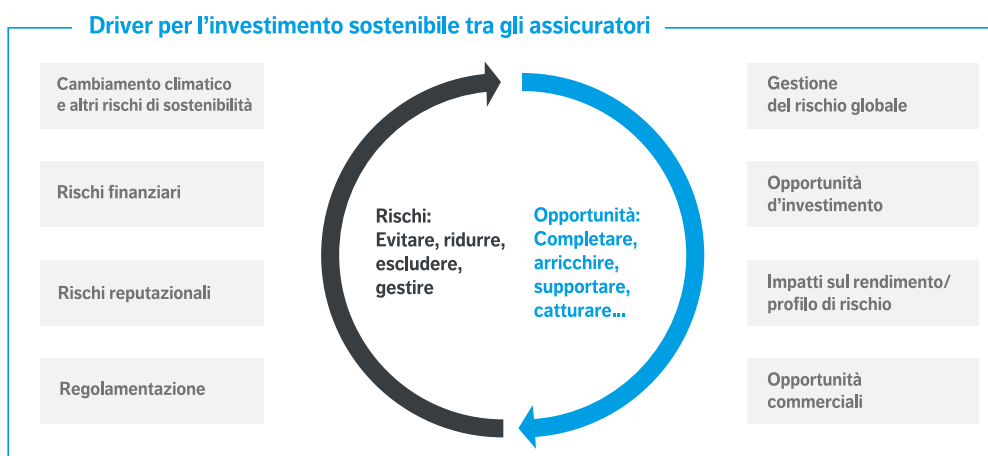 Driver per l'investimento sostenibile tra gli assicuratori
Cambiamento climatico
e altri rischi di sostenibilità
Rischi finanziari
Rischi reputazionali
Regolamentazione
Rischi:
Evitare, ridurre,
escludere,
gestire
Opportunità:
Completare,
arricchire,
supportare,
catturare...
Gestione
del rischio globale
Opportunità
d'investimento
Impatti sul rendimento/
profilo di rischio
Opportunità
commerciali